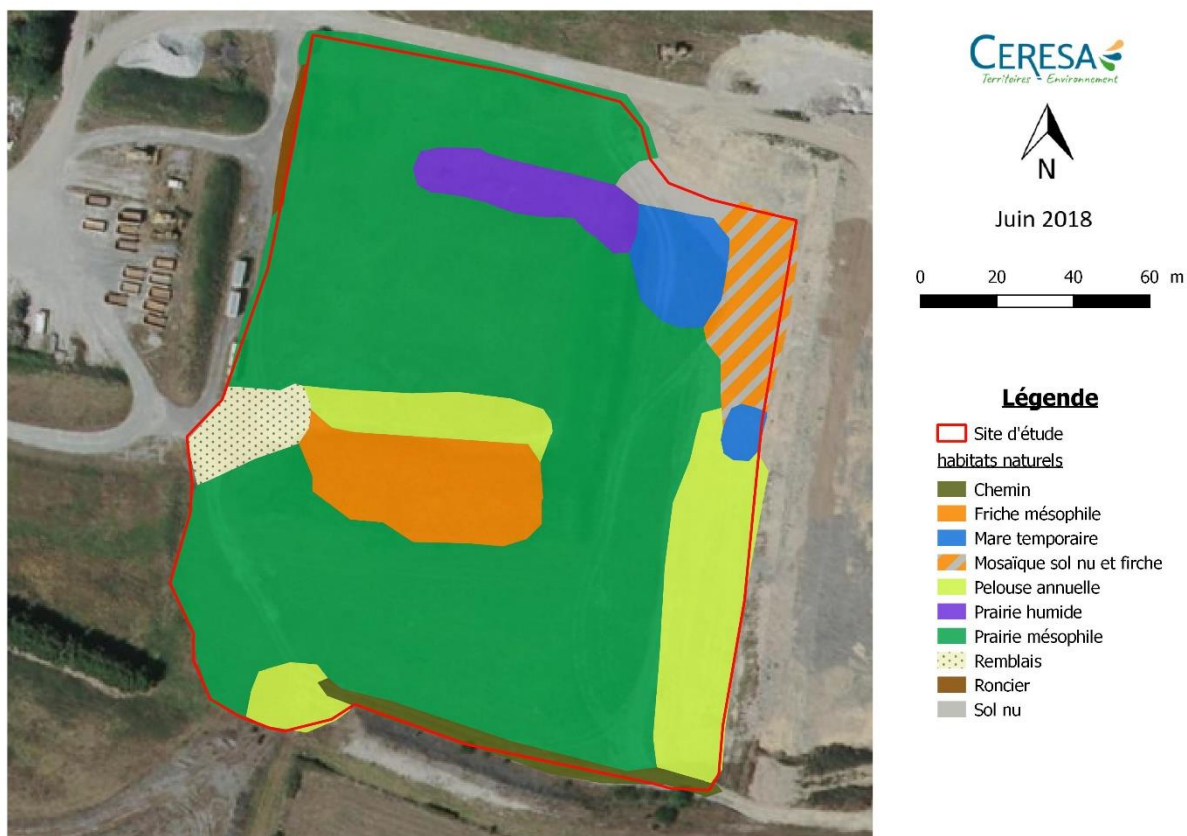 CERESA
Territoires - Environnement
N
Juin 2018
0 20 40 60 m
Légende
Site d'étude
habitats naturels
Chemin
Friche mésophile
Mare temporaire
Mosaïque sol nu et firche
Pelouse annuelle
Prairie humide
Prairie mésophile
Remblais
Roncier
Sol nu